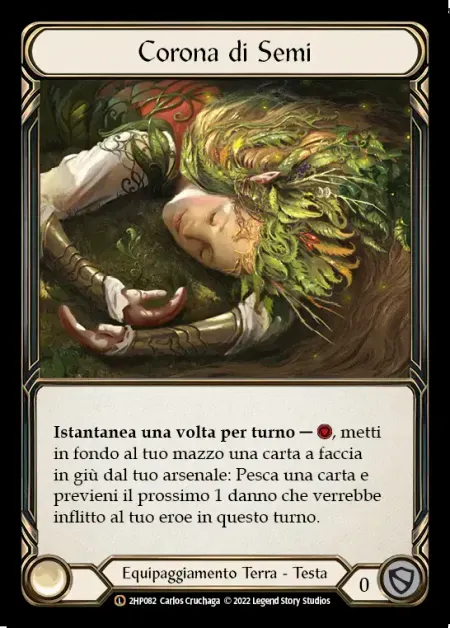 Corona di Semi
Istantanea una volta per turno — , metti
in fondo al tuo mazzo una carta a faccia
in giù dal tuo arsenale: Pesca una carta e
previeni il prossimo 1 danno che verrebbe
inflitto al tuo eroe in questo turno.
Equipaggiamento Terra - Testa
0
L 2HP082 Carlos Cruchaga © 2022 Legend Story Studios